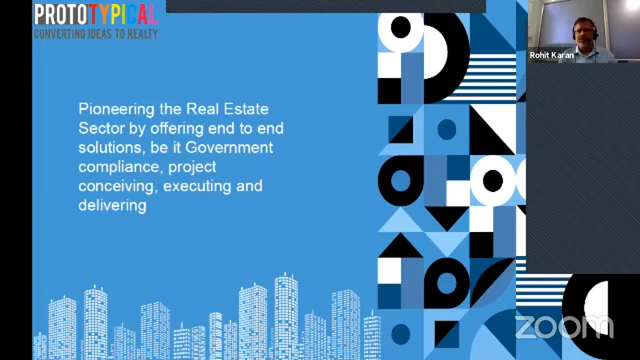 PROTOTYPICAL
CONVERTING IDEAS TO REALTY
Rohit Karan
Pioneering the Real Estate
Sector by offering end to end
solutions, be it Government
compliance, project
conceiving, executing and
delivering
zoom